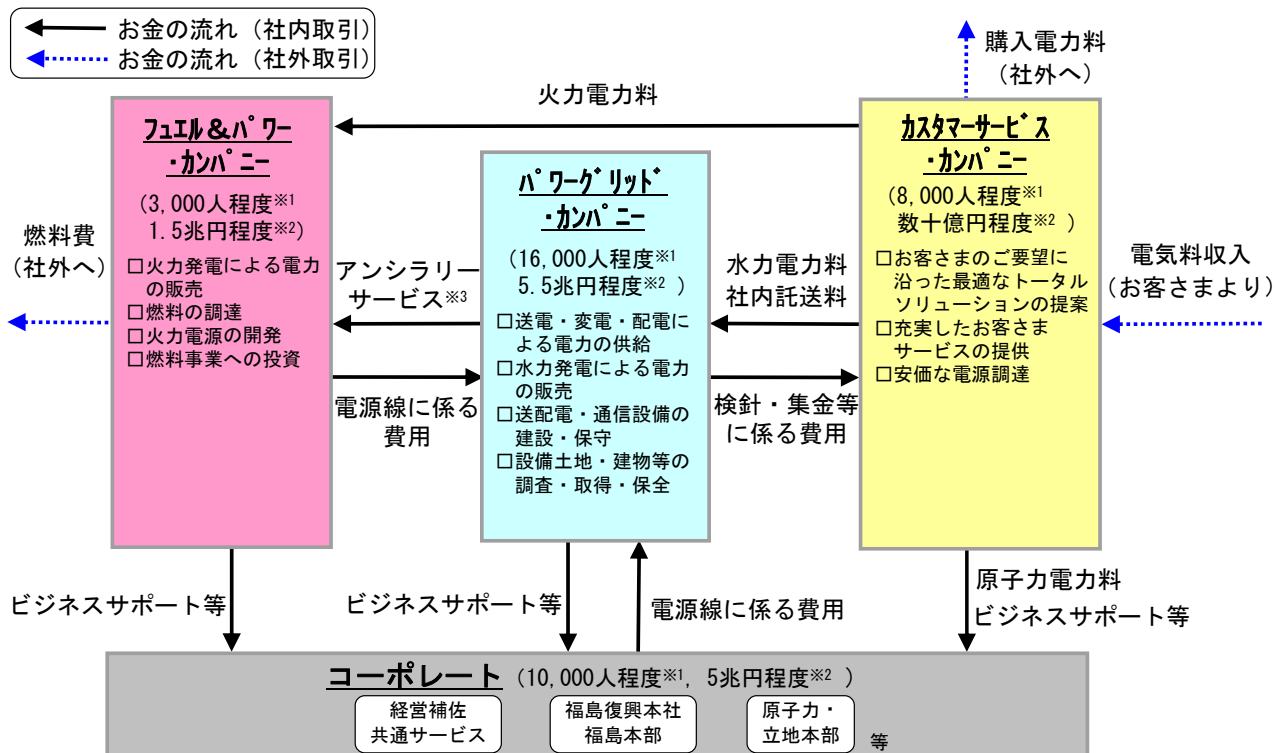 お金の流れ（社内取引）
お金の流れ（社外取引）
購入電力料
（社外へ）
火力電力料
フュエル＆パワー
・カンパニー
（3,000人程度※1
1.5兆円程度※2）
□火力発電による電力
の販売
□燃料の調達
□火力電源の開発
□燃料事業への投資
燃料費
（社外へ）
アンシラリー
サービス※3
電源線に係る
費用
パワーグリッド
・カンパニー
（16,000人程度※1
5.5兆円程度※2 ）
□送電・変電・配電に
よる電力の供給
□水力発電による電力
の販売
□送配電・通信設備の
建設・保守
□設備土地・建物等の
調査・取得・保全
水力電力料
社内託送料
検針・集金等
に係る費用
カスタマーサービス
・カンパニー
（8,000人程度※1
数十億円程度※2 ）
□お客さまのご要望に
沿った最適なトータル
ソリューションの提案
□充実したお客さま
サービスの提供
□安価な電源調達
電気料収入
（お客さまより）
ビジネスサポート等
ビジネスサポート等
電源線に係る費用
原子力電力料
ビジネスサポート等
コーポレート（10,000人程度※1, 5兆円程度※2 ）
経営補佐
共通サービス
福島復興本社
福島本部
原子力・
立地本部
等